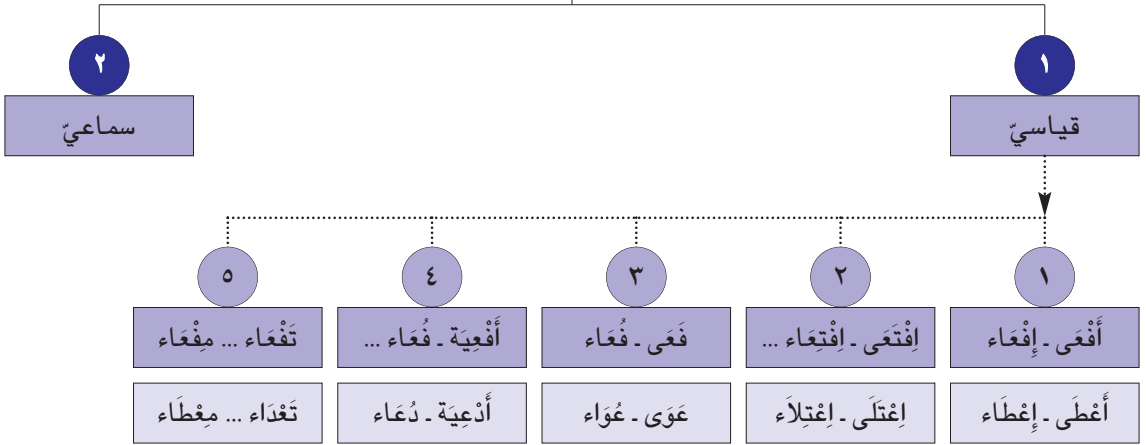 ١
قياسيّ
٢
سماعيّ
١
أَفْعَى ـ إِفْعَاء
أَعْطَى ـ إِعْطَاء
٢
اِفْتَعَى ـ اِفْتِعَاء ...
اِعْتَلَى ـ اِعْتِلاَء
٣
فَعَى ـ فُعَاء
عَوَى ـ عُوَاء
٤
أَفْعِيَة ـ فُعَاء ...
أَدْعِيَة ـ دُعَاء
٥
تَفْعَاء ... مِفْعَاء
تَعْدَاء ... مِعْطَاء